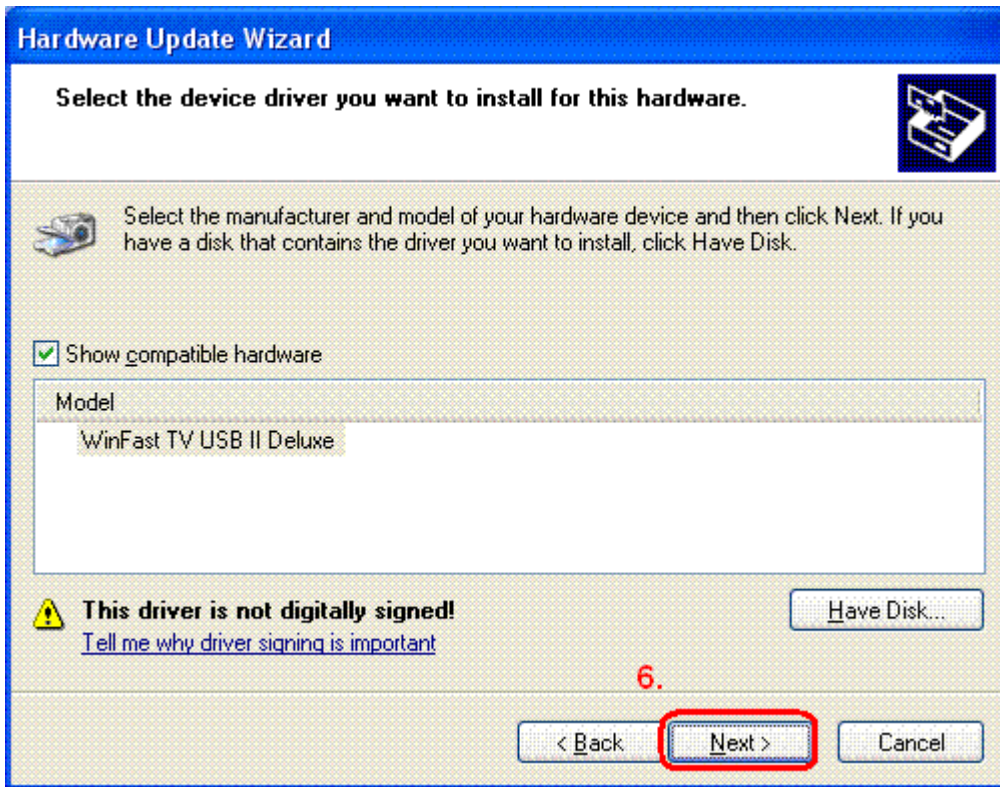 Hardware Update Wizard
Select the device driver you want to install for this hardware.
Select the manufacturer and model of your hardware device and then click Next. If you
have a disk that contains the driver you want to install, click Have Disk.
Show compatible hardware
Model
WinFast TV USB II Deluxe
This driver is not digitally signed!
Have Disk...
Tell me why driver signing is important
6.
< Back
Next >
Cancel